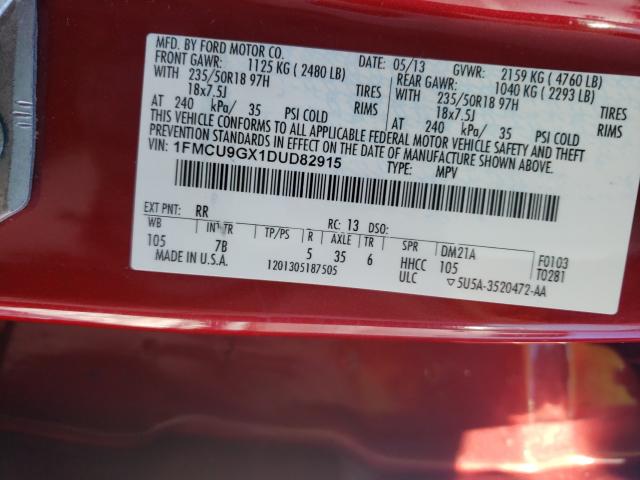 MFD. BY FORD MOTOR CO. DATE: 05/13 GVWR: 2159 KG ( 4760 LB)
FRONT GAWR: 1125 KG ( 2480 LB) REAR GAWR: 1040 KG ( 2293 LB)
WITH 235/50R18 97H TIRES WITH 235/50R18 97H TIRES
18x7.5J RIMS 18x7.5J RIMS
AT 240 kPa/ 35 PSI COLD AT 240 kPa/ 35 PSI COLD
THIS VEHICLE CONFORMS TO ALL APPLICABLE FEDERAL MOTOR VEHICLE SAFETY AND THEFT
PREVENTION STANDARDS IN EFFECT ON THE DATE OF MANUFACTURE SHOWN ABOVE.
VIN: 1FMCU9GX1DUD82915 TYPE: MPV
EXT PNT: RR RC: 13 DSO:
WB INT TR TP/PS R AXLE TR SPR DM21A F0103
105 7B 5 35 6 HHCC 105 T0281
MADE IN U.S.A. 1201305187505 ULC ▽5U5A-3520472-AA